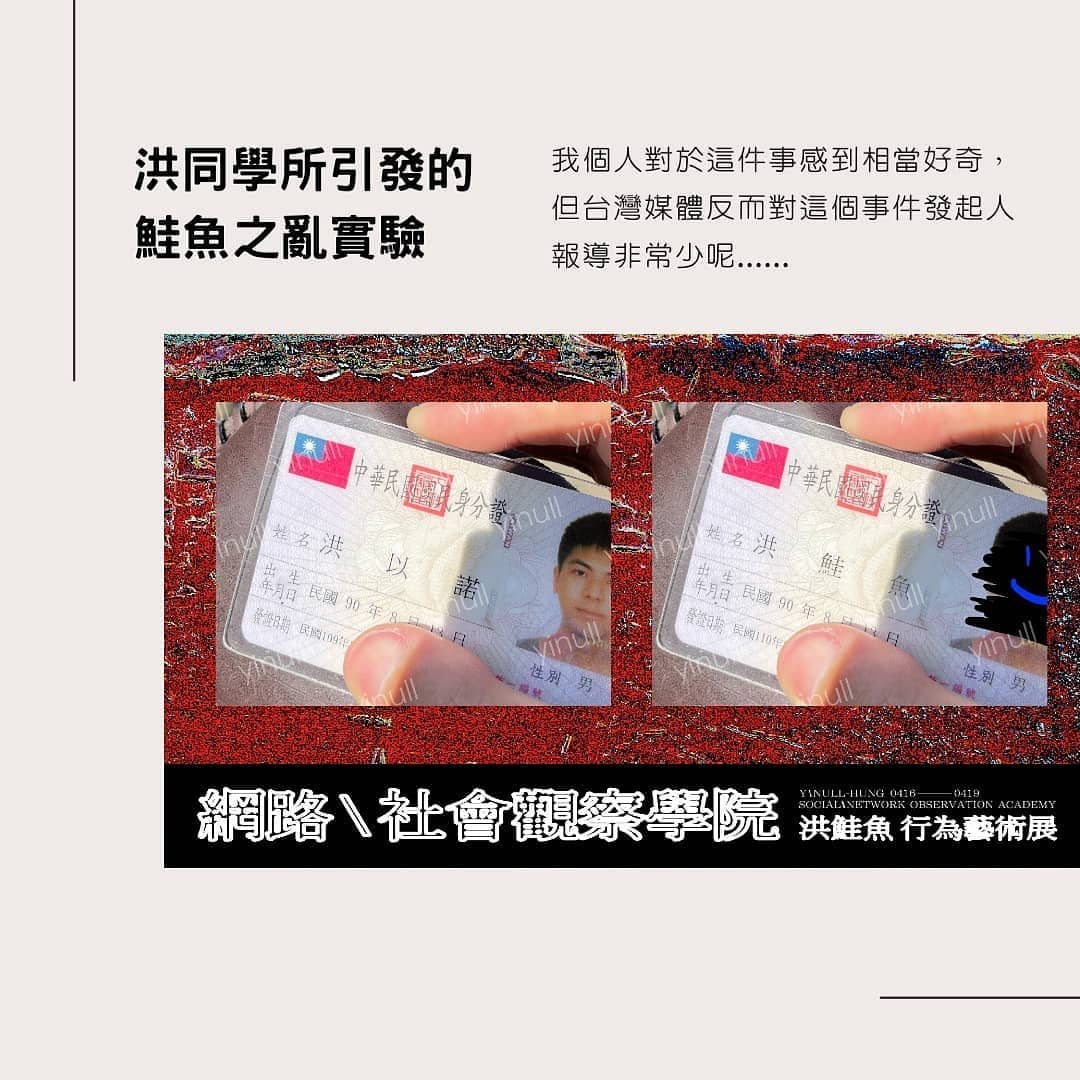 洪同學所引發的
鮭魚之亂實驗
我個人對於這件事感到相當好奇，
但台灣媒體反而對這個事件發起人
報導非常少呢......
中華民國國民身分證
姓名 洪 以 諾
出生年月日 民國 90 年 8 月 13 日
發證日期 民國109年
性別 男
中華民國國民身分證
姓名 洪 鮭 魚
出生年月日 民國 90 年 8 月 13 日
發證日期 民國110年
性別 男
yinull
網路\社會觀察學院
YINULL-HUNG 0416——0419
SOCIAL\NETWORK OBSERVATION ACADEMY
洪鮭魚 行為藝術展